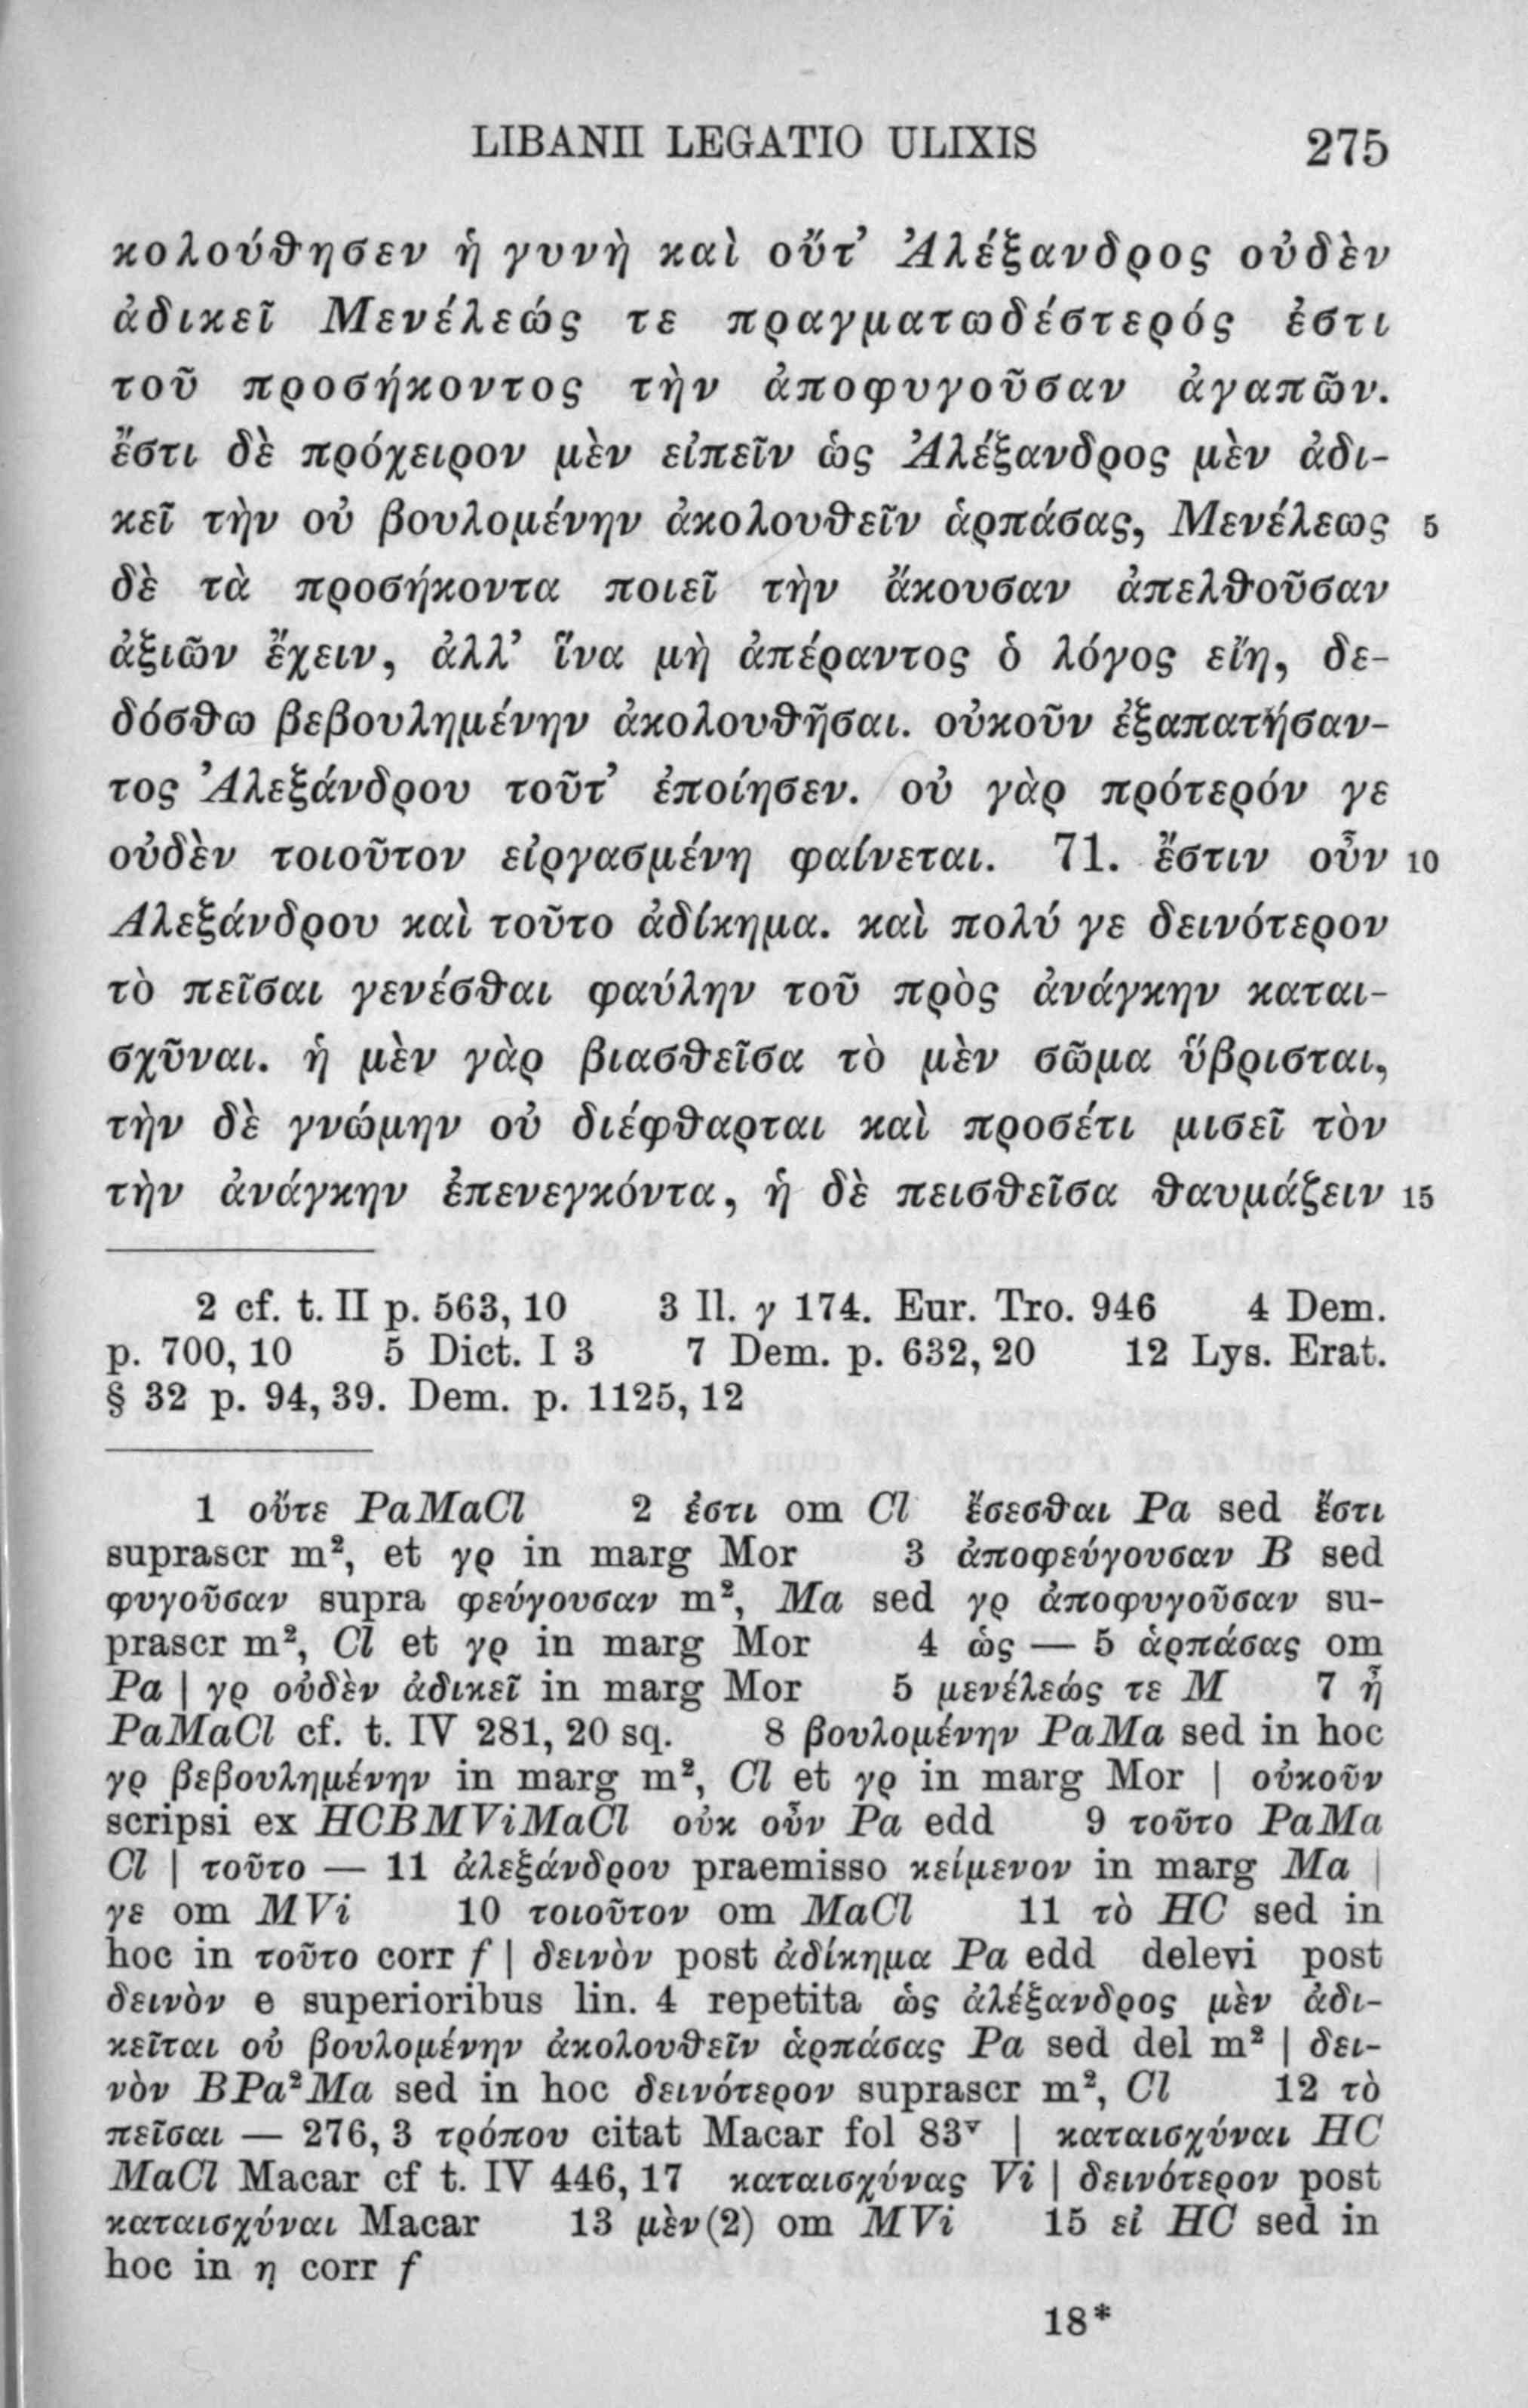 LIBANII LEGATIO ULIXIS 275
κολούθησεν ἡ γυνὴ καὶ οὔτ’ Ἀλέξανδρος οὐδὲν
ἀδικεῖ Μενέλεώς τε πραγματωδέστερός ἐστι
τοῦ προσήκοντος τὴν ἀποφυγοῦσαν ἀγαπῶν.
ἔστι δὲ πρόχειρον μὲν εἰπεῖν ὡς Ἀλέξανδρος μὲν ἀδι-
κεῖ τὴν οὐ βουλομένην ἀκολουθεῖν ἁρπάσας, Μενέλεως 5
δὲ τὰ προσήκοντα ποιεῖ τὴν ἄκουσαν ἀπελθοῦσαν
ἀξιῶν ἔχειν, ἀλλ’ ἵνα μὴ ἀπέραντος ὁ λόγος εἴη, δε-
δόσθω βεβουλημένην ἀκολουθῆσαι. οὐκοῦν ἐξαπατήσαν-
τος Ἀλεξάνδρου τοῦτ’ ἐποίησεν. οὐ γὰρ πρότερόν γε
οὐδὲν τοιοῦτον εἰργασμένη φαίνεται. 71. ἔστιν οὖν 10
Αλεξάνδρου καὶ τοῦτο ἀδίκημα. καὶ πολύ γε δεινότερον
τὸ πεῖσαι γενέσθαι φαύλην τοῦ πρὸς ἀνάγκην καται-
σχῦναι. ἡ μὲν γὰρ βιασθεῖσα τὸ μὲν σῶμα ὕβρισται,
τὴν δὲ γνώμην οὐ διέφθαρται καὶ προσέτι μισεῖ τὸν
τὴν ἀνάγκην ἐπενεγκόντα, ἡ δὲ πεισθεῖσα θαυμάζειν 15
2 cf. t. II p. 563, 10 3 Il. γ 174. Eur. Tro. 946 4 Dem.
p. 700, 10 5 Dict. I 3 7 Dem. p. 632, 20 12 Lys. Erat.
§ 32 p. 94, 39. Dem. p. 1125, 12
1 οὔτε PaMaCl 2 ἐστι om Cl ἔσεσθαι Pa sed ἔστι
suprascr m², et γρ in marg Mor 3 ἀποφεύγουσαν B sed
φυγοῦσαν supra φεύγουσαν m², Ma sed γρ ἀποφυγοῦσαν su-
prascr m², Cl et γρ in marg Mor 4 ὡς — 5 ἁρπάσας om
Pa | γρ οὐδὲν ἀδικεῖ in marg Mor 5 μενέλεώς τε M 7 ᾖ
PaMaCl cf. t. IV 281, 20 sq. 8 βουλομένην PaMa sed in hoc
γρ βεβουλημένην in marg m², Cl et γρ in marg Mor | οὐκοῦν
scripsi ex HCBMViMaCl οὐκ οὖν Pa edd 9 τοῦτο PaMa
Cl | τοῦτο — 11 ἀλεξάνδρου praemisso κείμενον in marg Ma |
γε om MVi 10 τοιοῦτον om MaCl 11 τὸ HC sed in
hoc in τοῦτο corr f | δεινὸν post ἀδίκημα Pa edd delevi post
δεινὸν e superioribus lin. 4 repetita ὡς ἀλέξανδρος μὲν ἀδι-
κεῖται οὐ βουλομένην ἀκολουθεῖν ἁρπάσας Pa sed del m² | δει-
νὸν BPa²Ma sed in hoc δεινότερον suprascr m², Cl 12 τὸ
πεῖσαι — 276, 3 τρόπου citat Macar fol 83ᵛ | καταισχύναι HC
MaCl Macar cf t. IV 446, 17 καταισχύνας Vi | δεινότερον post
καταισχύναι Macar 13 μὲν(2) om MVi 15 εἰ HC sed in
hoc in η corr f
18*